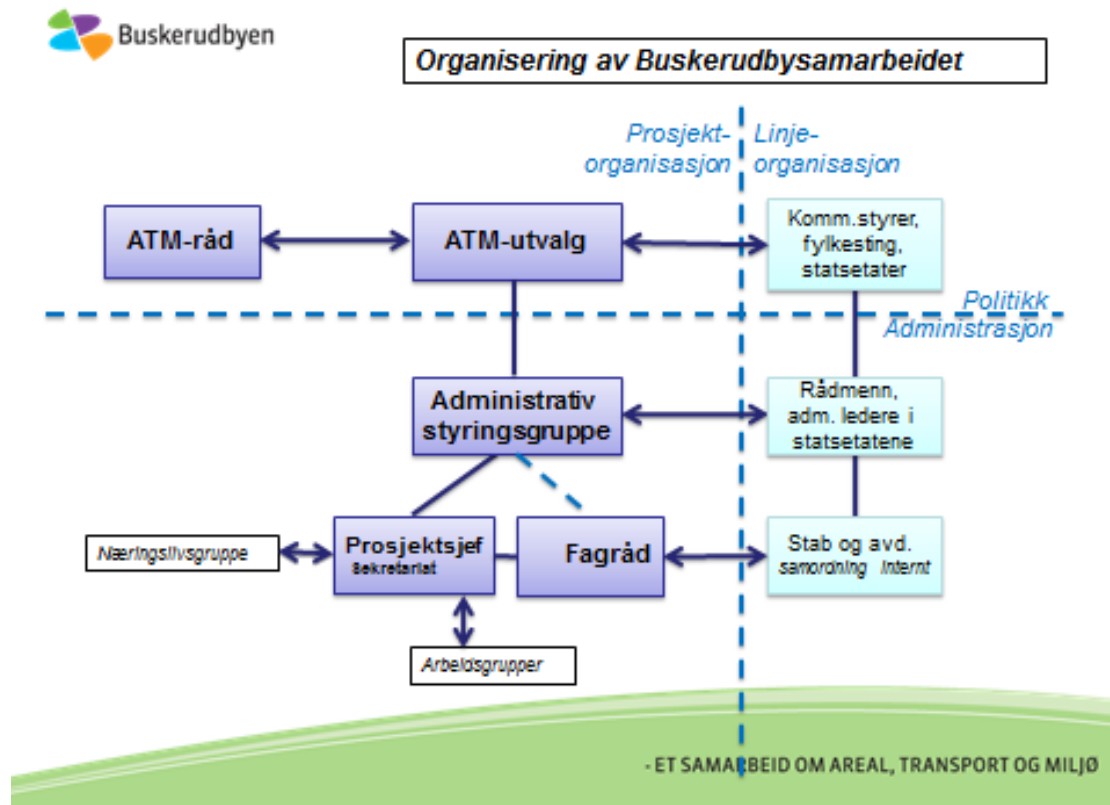 Buskerudbyen
Organisering av Buskerudbysamarbeidet
Prosjekt-
organisasjon
Linje-
organisasjon
ATM-råd
ATM-utvalg
Komm.styrer,
fylkesting,
statsetater
Politikk
Administrasjon
Administrativ
styringsgruppe
Rådmenn,
adm. ledere i
statsetatene
Næringslivsgruppe
Prosjektsjef
Sekretariat
Fagråd
Stab og avd.
samordning internt
Arbeidsgrupper
- ET SAMARBEID OM AREAL, TRANSPORT OG MILJØ